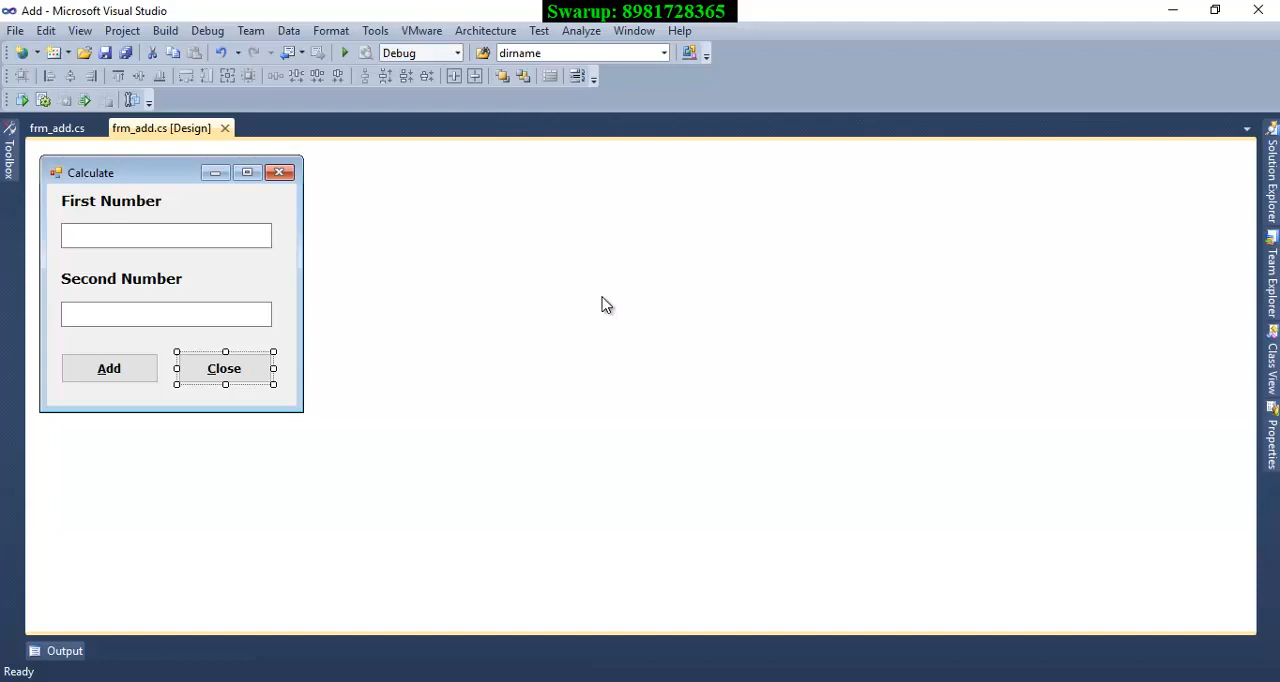 Add - Microsoft Visual Studio
Swarup: 8981728365
File Edit View Project Build Debug Team Data Format Tools VMware Architecture Test Analyze Window Help
Debug dirname
frm_add.cs frm_add.cs [Design]
Toolbox
Calculate
First Number
Second Number
Add Close
Solution Explorer
Team Explorer
Class View
Properties
Output
Ready